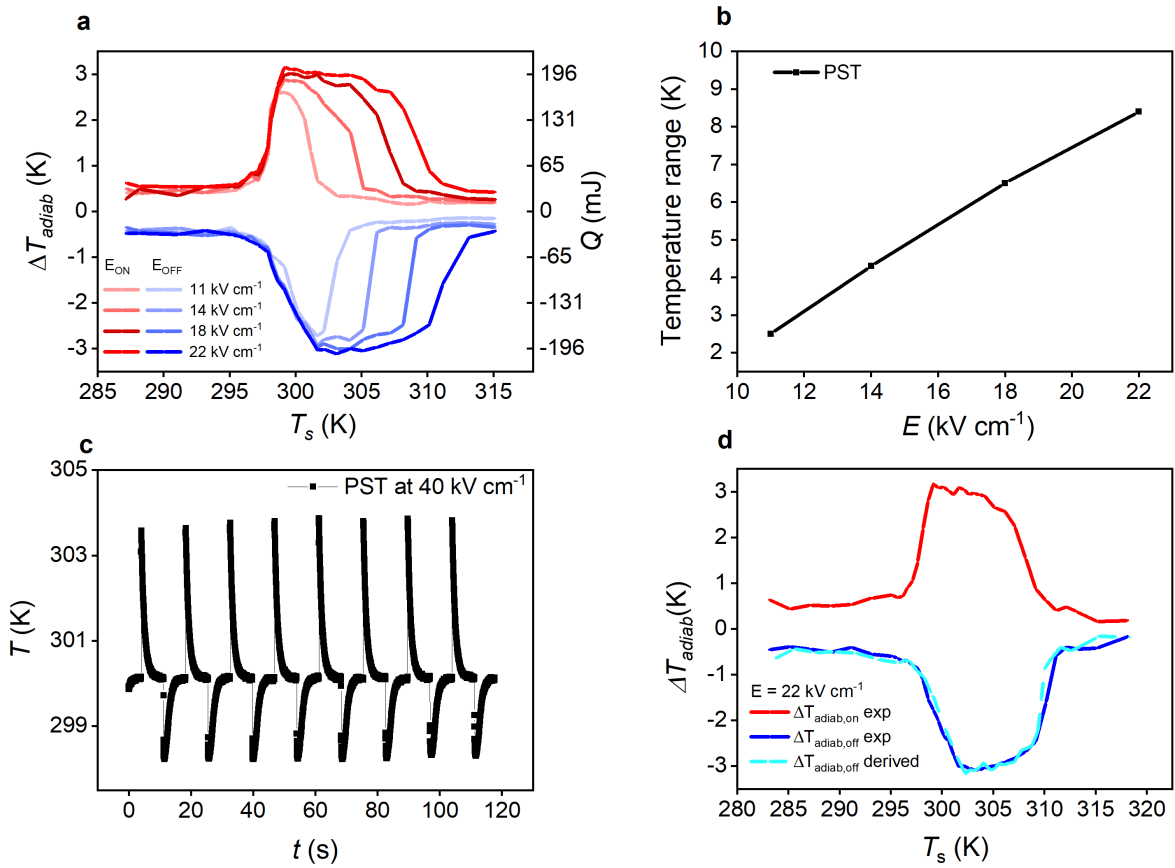 a
3
2
1
0
-1
-2
-3
196
131
65
0
-65
-131
-196
Δ T_adiab (K)
Q (mJ)
E_ON E_OFF
11 kV cm⁻¹
14 kV cm⁻¹
18 kV cm⁻¹
22 kV cm⁻¹
285 290 295 300 305 310 315
T_s (K)
b
10
9
8
7
6
5
4
3
2
Temperature range (K)
PST
10 12 14 16 18 20 22
E (kV cm⁻¹)
c
305
303
301
299
T (K)
PST at 40 kV cm⁻¹
0 20 40 60 80 100 120
t (s)
d
3
2
1
0
-1
-2
-3
ΔT_adiab(K)
E = 22 kV cm⁻¹
ΔT_adiab,on exp
ΔT_adiab,off exp
ΔT_adiab,off derived
280 285 290 295 300 305 310 315 320
T_s (K)